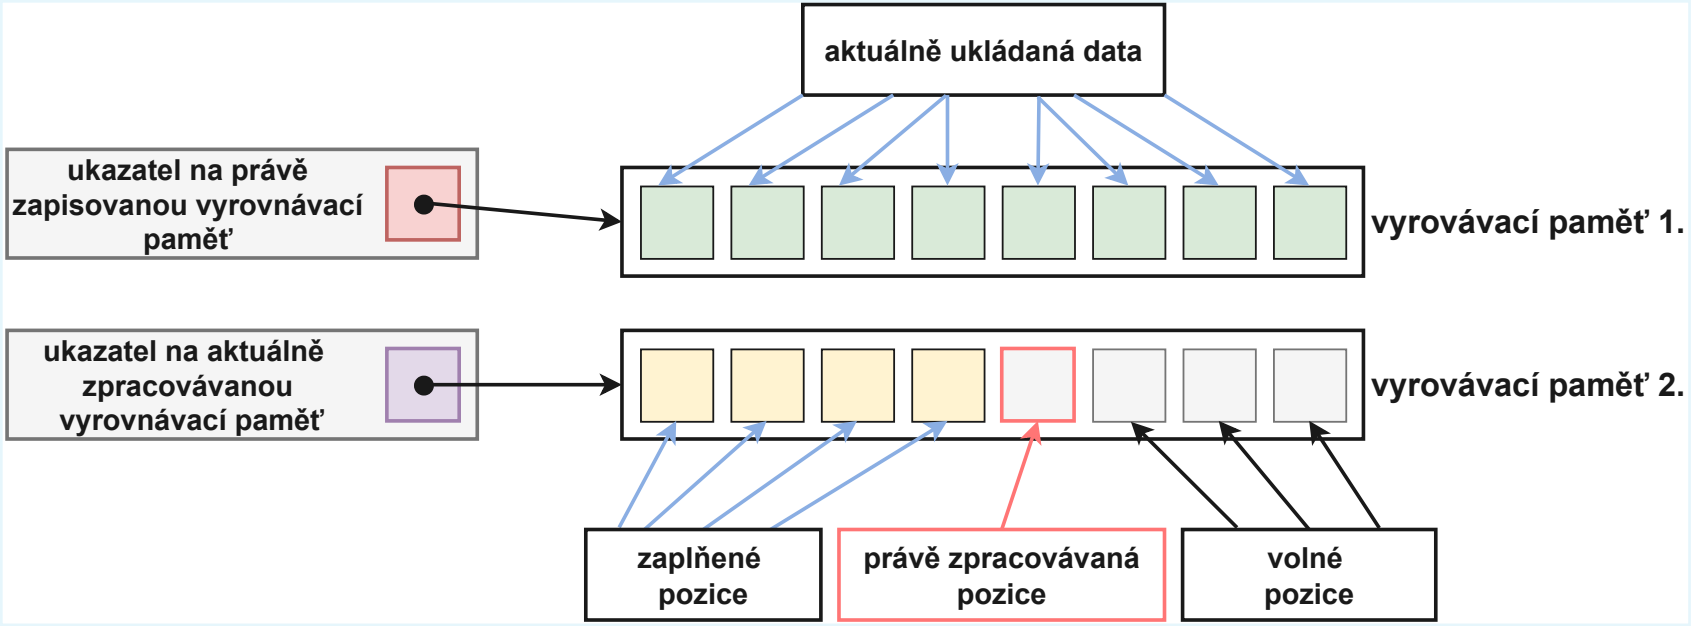 aktuálně ukládaná data
ukazatel na právě
zapisovanou vyrovnávací
paměť
vyrovávací paměť 1.
ukazatel na aktuálně
zpracovávanou
vyrovnávací paměť
vyrovávací paměť 2.
zaplňené
pozice
právě zpracovávaná
pozice
volné
pozice